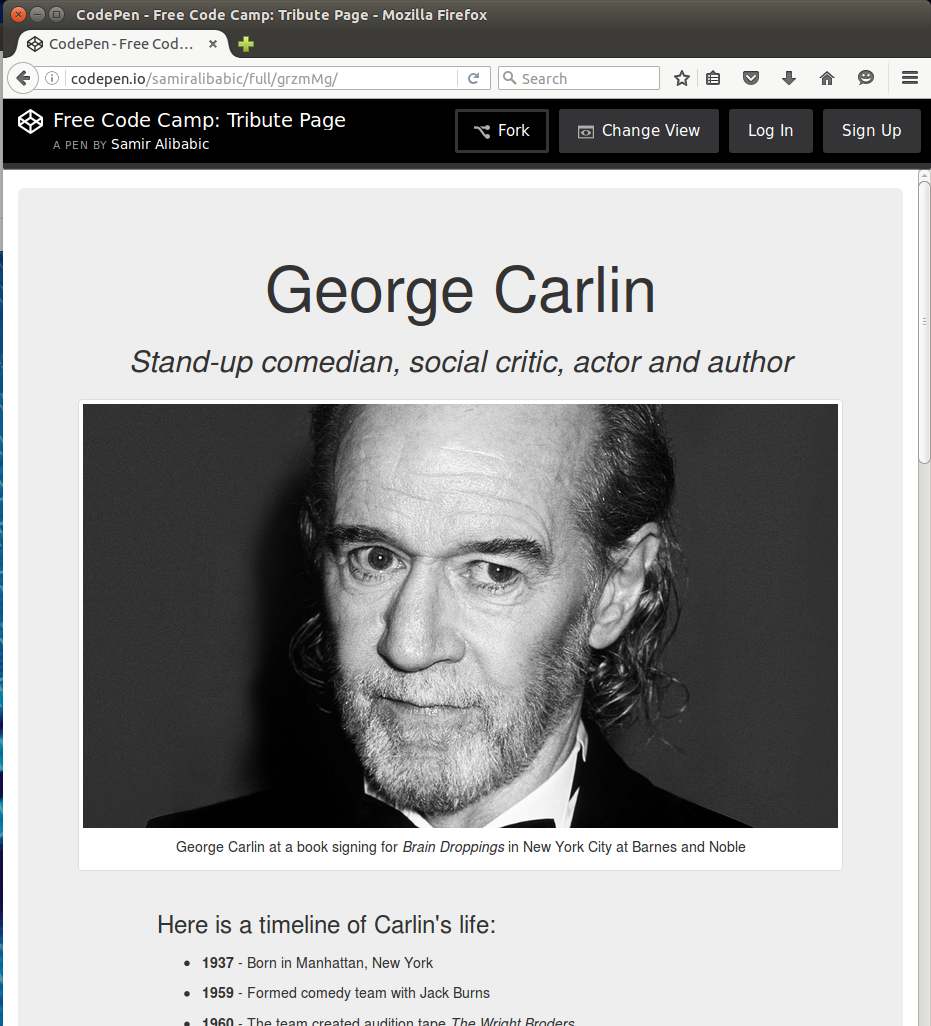 CodePen - Free Code Camp: Tribute Page - Mozilla Firefox
CodePen - Free Cod...
codepen.io/samiralibabic/full/grzmMg/
Search
Free Code Camp: Tribute Page
A PEN BY Samir Alibabic
Fork
Change View
Log In
Sign Up
George Carlin
Stand-up comedian, social critic, actor and author
George Carlin at a book signing for Brain Droppings in New York City at Barnes and Noble
Here is a timeline of Carlin's life:
1937 - Born in Manhattan, New York
1959 - Formed comedy team with Jack Burns
1960 - The team created audition tape The Wright Broders